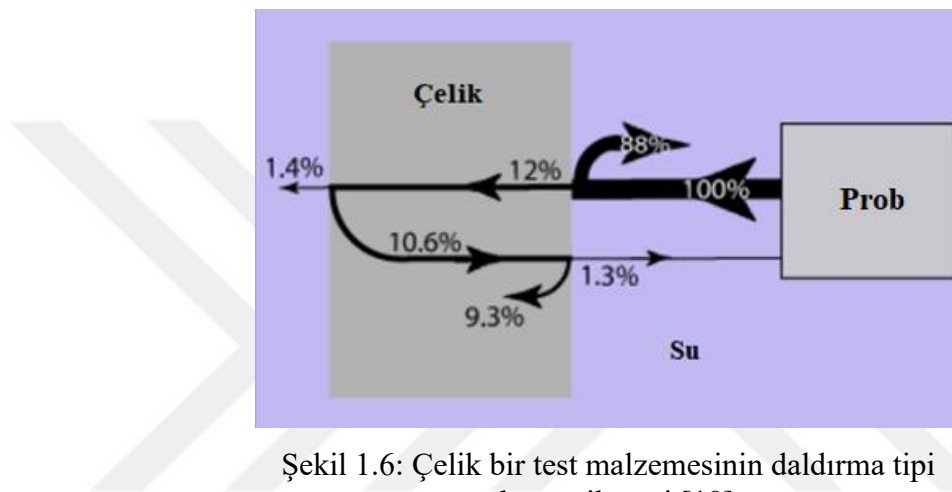 Çelik
88%
1.4%
12%
100%
Prob
10.6%
1.3%
9.3%
Su
Şekil 1.6: Çelik bir test malzemesinin daldırma tipi